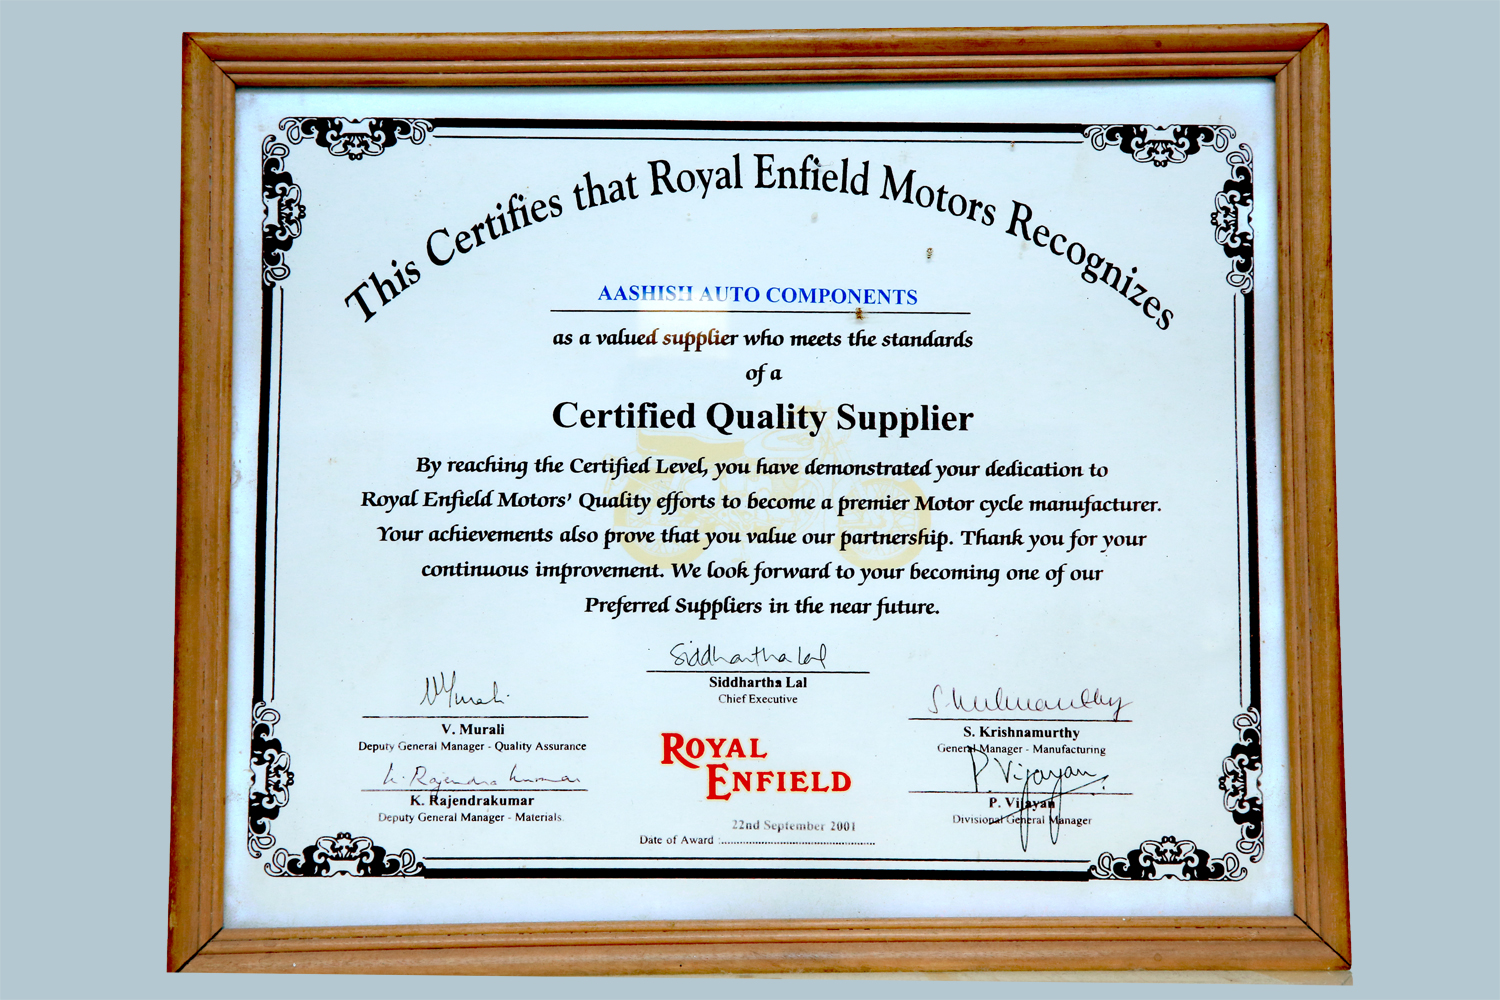 This Certifies that Royal Enfield Motors Recognizes
AASHISH AUTO COMPONENTS
as a valued supplier who meets the standards
of a
Certified Quality Supplier
By reaching the Certified Level, you have demonstrated your dedication to
Royal Enfield Motors' Quality efforts to become a premier Motor cycle manufacturer.
Your achievements also prove that you value our partnership. Thank you for your
continuous improvement. We look forward to your becoming one of our
Preferred Suppliers in the near future.
Siddhartha Lal
Siddhartha Lal
Chief Executive
V Murali
V. Murali
Deputy General Manager - Quality Assurance
K. Rajendra kumar
K. Rajendrakumar
Deputy General Manager - Materials.
S. Krishnamurthy
General Manager - Manufacturing
P. Vijayan
P. Vijayan
Divisional General Manager
ROYAL
ENFIELD
22nd September 2001
Date of Award :